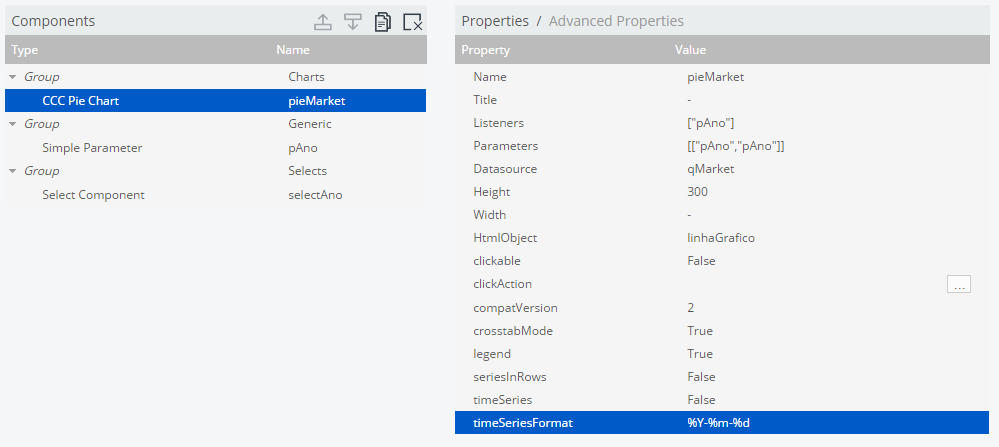 Components
Type Name
Group Charts
CCC Pie Chart pieMarket
Group Generic
Simple Parameter pAno
Group Selects
Select Component selectAno
Properties / Advanced Properties
Property Value
Name pieMarket
Title -
Listeners ["pAno"]
Parameters [["pAno","pAno"]]
Datasource qMarket
Height 300
Width -
HtmlObject linhaGrafico
clickable False
clickAction ...
compatVersion 2
crosstabMode True
legend True
seriesInRows False
timeSeries False
timeSeriesFormat %Y-%m-%d